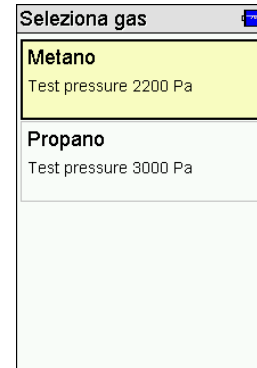 Seleziona gas
Metano
Test pressure 2200 Pa
Propano
Test pressure 3000 Pa